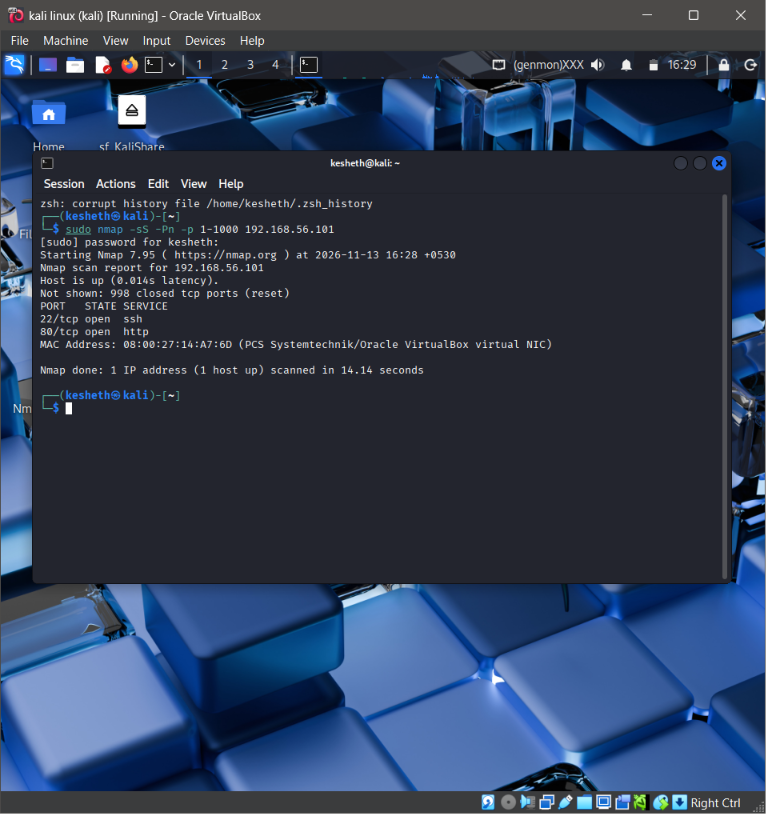 kali linux (kali) [Running] - Oracle VirtualBox
File Machine View Input Devices Help
1 2 3 4 (genmon)XXX 16:29
Home sf_KaliShare
kesheth@kali: ~
Session Actions Edit View Help
zsh: corrupt history file /home/kesheth/.zsh_history
(kesheth㉿kali)-[~]
$ sudo nmap -sS -Pn -p 1-1000 192.168.56.101
[sudo] password for kesheth:
Starting Nmap 7.95 ( https://nmap.org ) at 2026-11-13 16:28 +0530
Nmap scan report for 192.168.56.101
Host is up (0.014s latency).
Not shown: 998 closed tcp ports (reset)
PORT   STATE SERVICE
22/tcp open  ssh
80/tcp open  http
MAC Address: 08:00:27:14:A7:6D (PCS Systemtechnik/Oracle VirtualBox virtual NIC)
Nmap done: 1 IP address (1 host up) scanned in 14.14 seconds
(kesheth㉿kali)-[~]
$
Right Ctrl